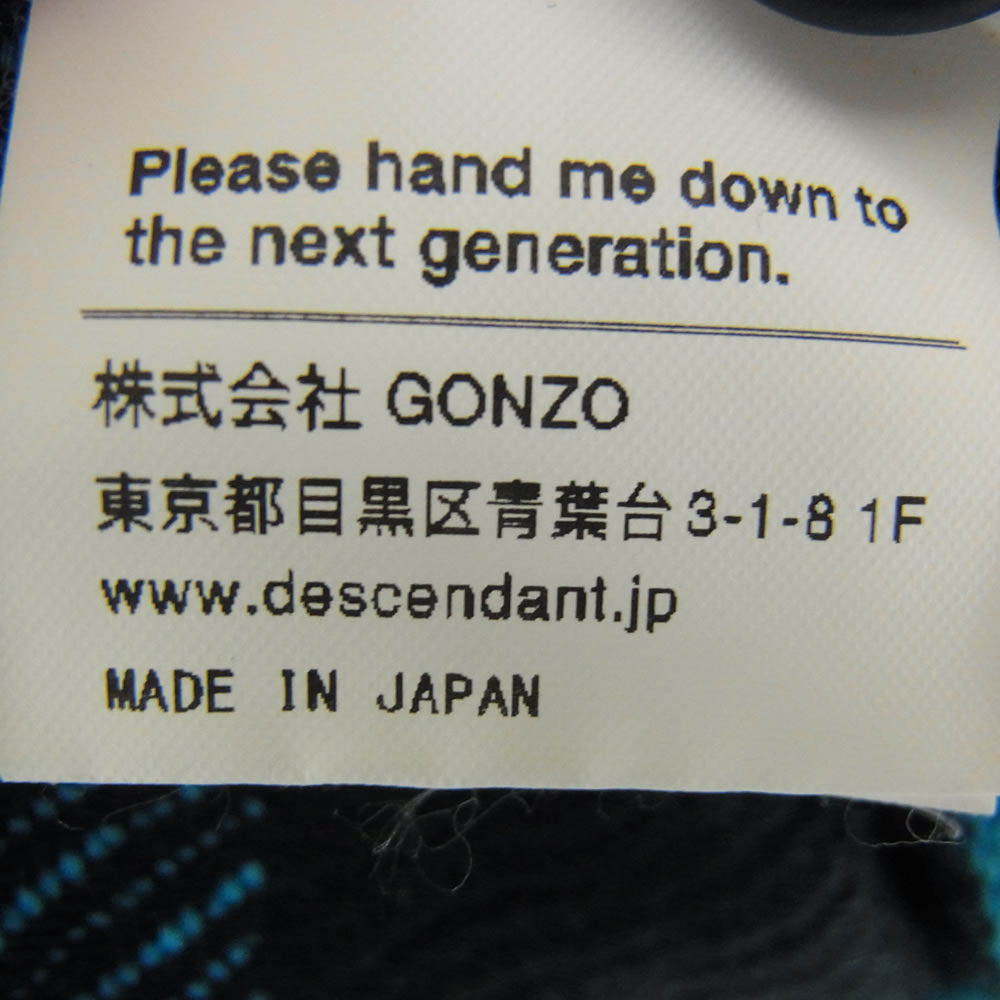 Please hand me down to
the next generation.
株式会社 GONZO
東京都目黒区青葉台3-1-8 1F
www.descendant.jp
MADE IN JAPAN